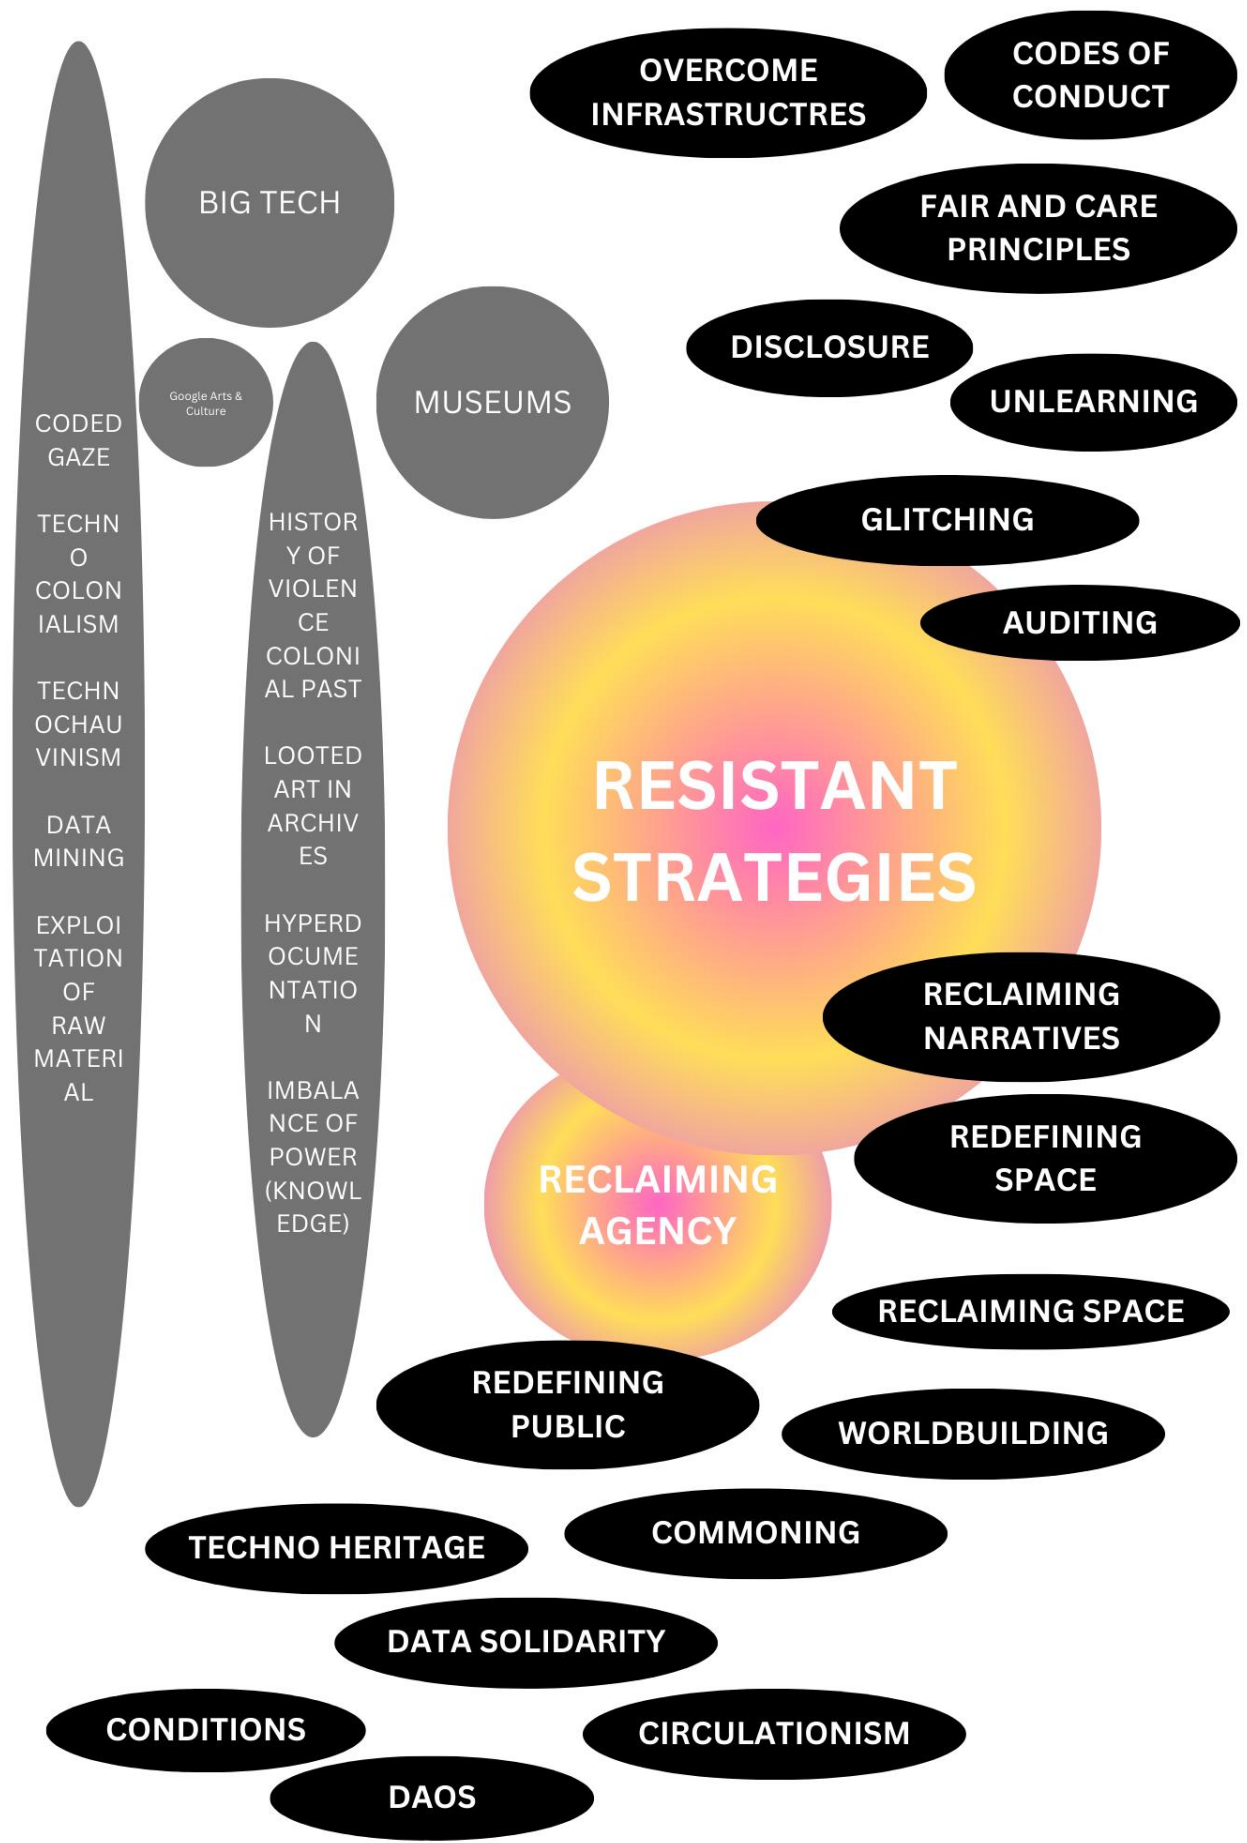 OVERCOME
INFRASTRUCTRES
CODES OF
CONDUCT
BIG TECH
FAIR AND CARE
PRINCIPLES
DISCLOSURE
UNLEARNING
Google Arts &
Culture
MUSEUMS
CODED
GAZE
TECHN
O
COLON
IALISM
TECHN
OCHAU
VINISM
DATA
MINING
EXPLOI
TATION
OF
RAW
MATERI
AL
HISTOR
Y OF
VIOLEN
CE
COLONI
AL PAST
LOOTED
ART IN
ARCHIV
ES
HYPERD
OCUME
NTATIO
N
IMBALA
NCE OF
POWER
(KNOWL
EDGE)
GLITCHING
AUDITING
RESISTANT
STRATEGIES
RECLAIMING
NARRATIVES
REDEFINING
SPACE
RECLAIMING
AGENCY
RECLAIMING SPACE
REDEFINING
PUBLIC
WORLDBUILDING
TECHNO HERITAGE
COMMONING
DATA SOLIDARITY
CONDITIONS
CIRCULATIONISM
DAOS